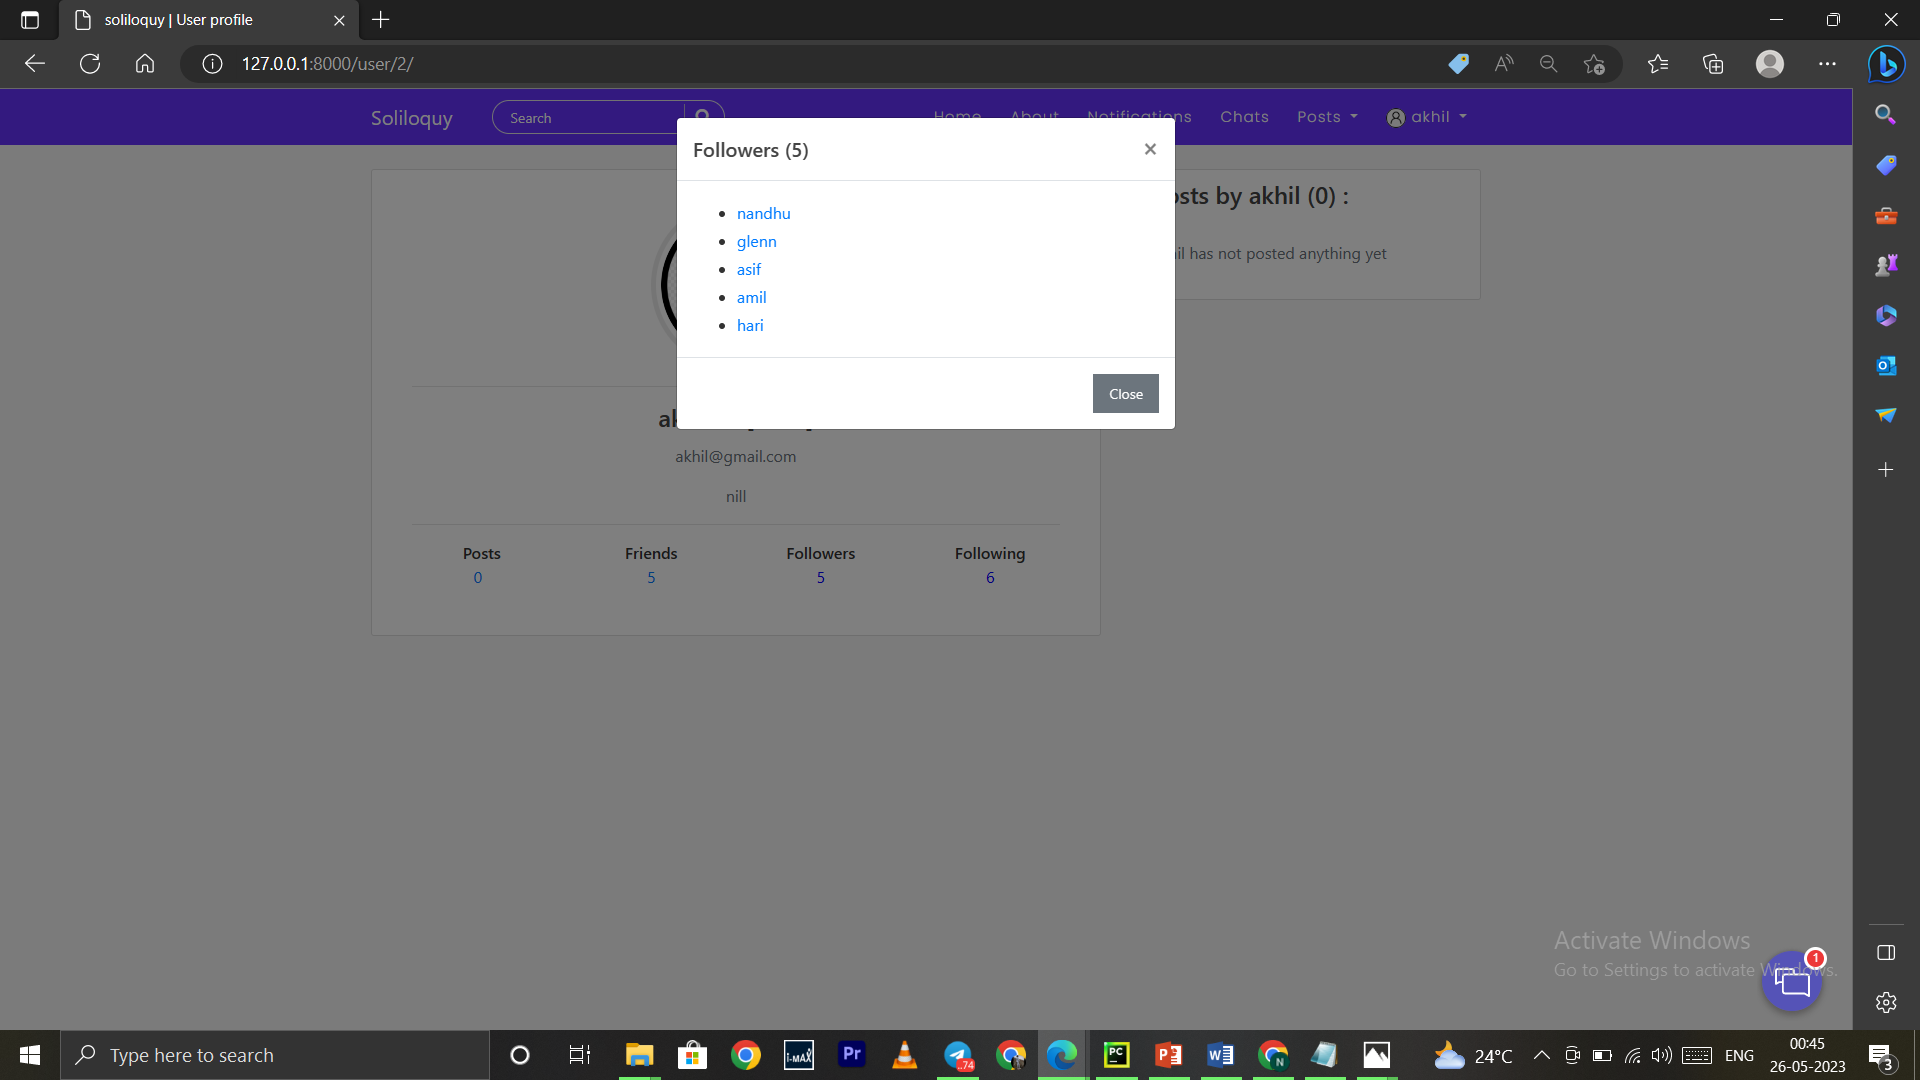 soliloquy | User profile
127.0.0.1:8000/user/2/
Soliloquy
Search
Home About Notifications Chats Posts akhil
Followers (5)
×
nandhu
glenn
asif
amil
hari
Close
sts by akhil (0) :
il has not posted anything yet
akhil@gmail.com
nill
Posts Friends Followers Following
0 5 5 6
Activate Windows
Go to Settings to activate Windows.
1
Type here to search
i-MAX
Pr
..74
PC
P
W
N
24°C
ENG
00:45
26-05-2023
3